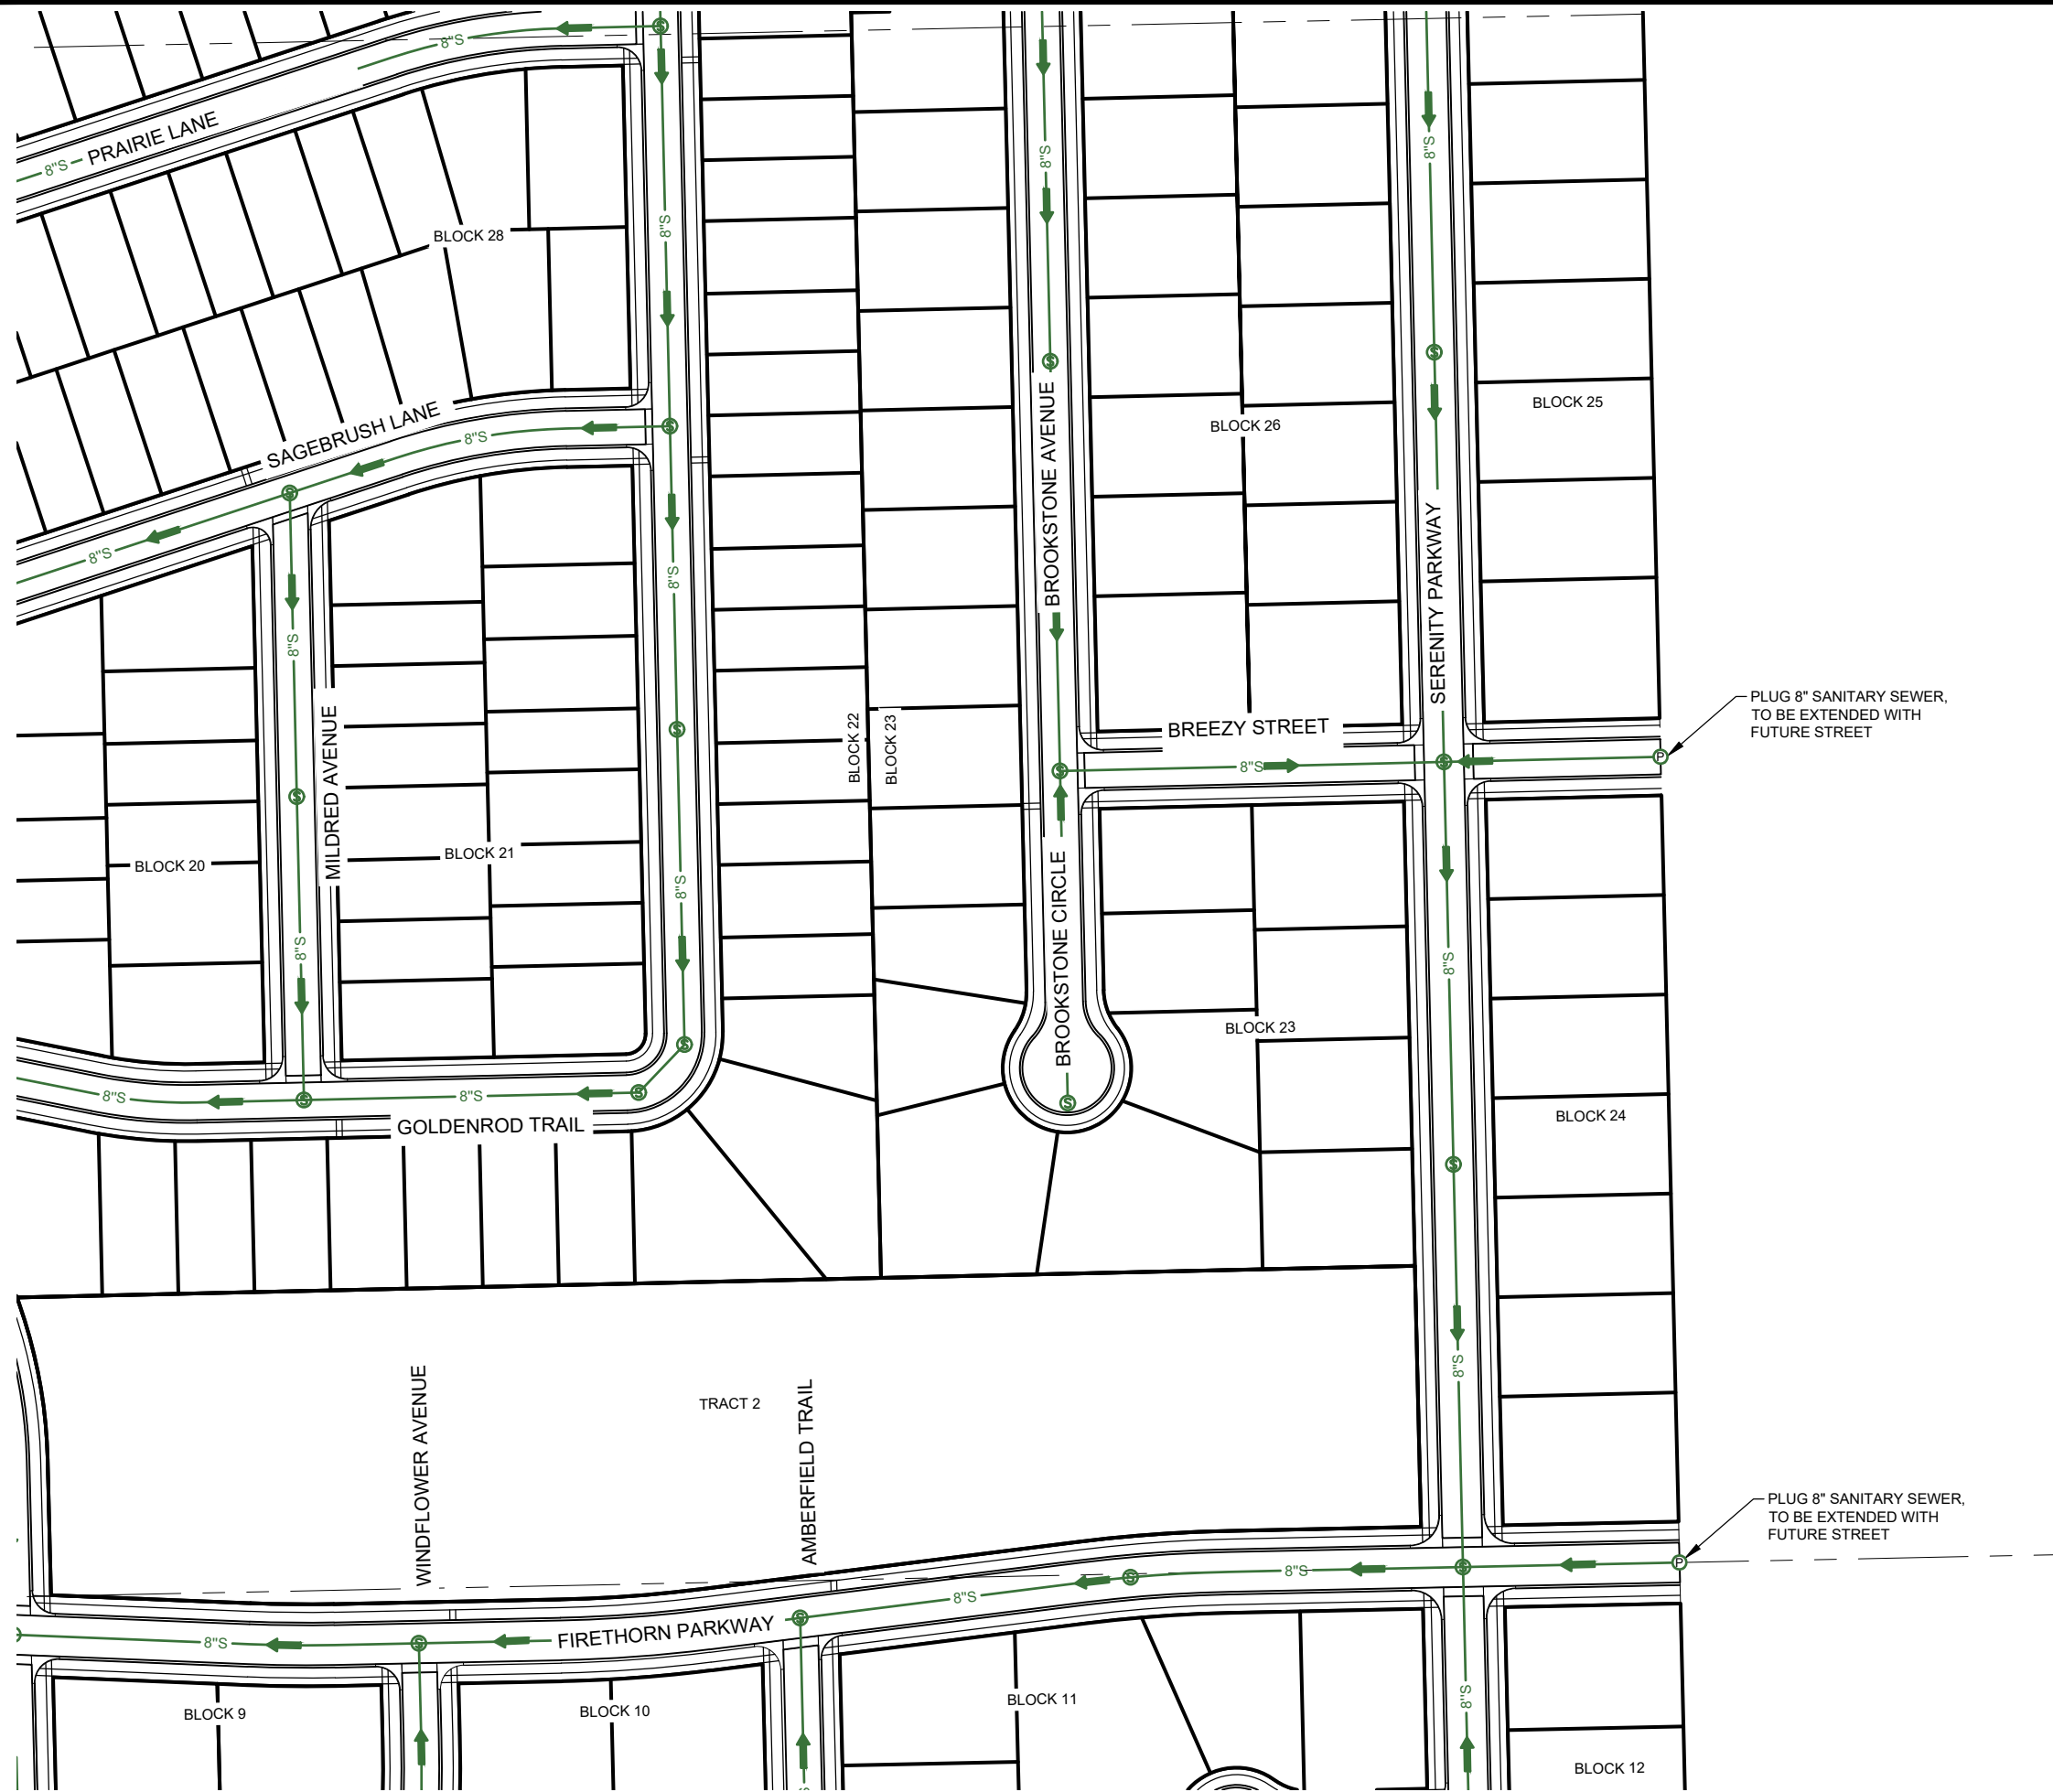 8"S
PRAIRIE LANE
8"S
BLOCK 28
8"S
8"S
8"S
SAGEBRUSH LANE
8"S
8"S
BROOKSTONE AVENUE
BLOCK 26
BLOCK 25
SERENITY PARKWAY
8"S
8"S
MILDRED AVENUE
BLOCK 22
BLOCK 23
BREEZY STREET
8"S
PLUG 8" SANITARY SEWER,
TO BE EXTENDED WITH
FUTURE STREET
P
BLOCK 20
BLOCK 21
8"S
8"S
BROOKSTONE CIRCLE
8"S
BLOCK 23
8"S
8"S
GOLDENROD TRAIL
BLOCK 24
WINDFLOWER AVENUE
TRACT 2
AMBERFIELD TRAIL
8"S
PLUG 8" SANITARY SEWER,
TO BE EXTENDED WITH
FUTURE STREET
P
8"S
8"S
8"S
FIRETHORN PARKWAY
BLOCK 9
BLOCK 10
BLOCK 11
8"S
BLOCK 12